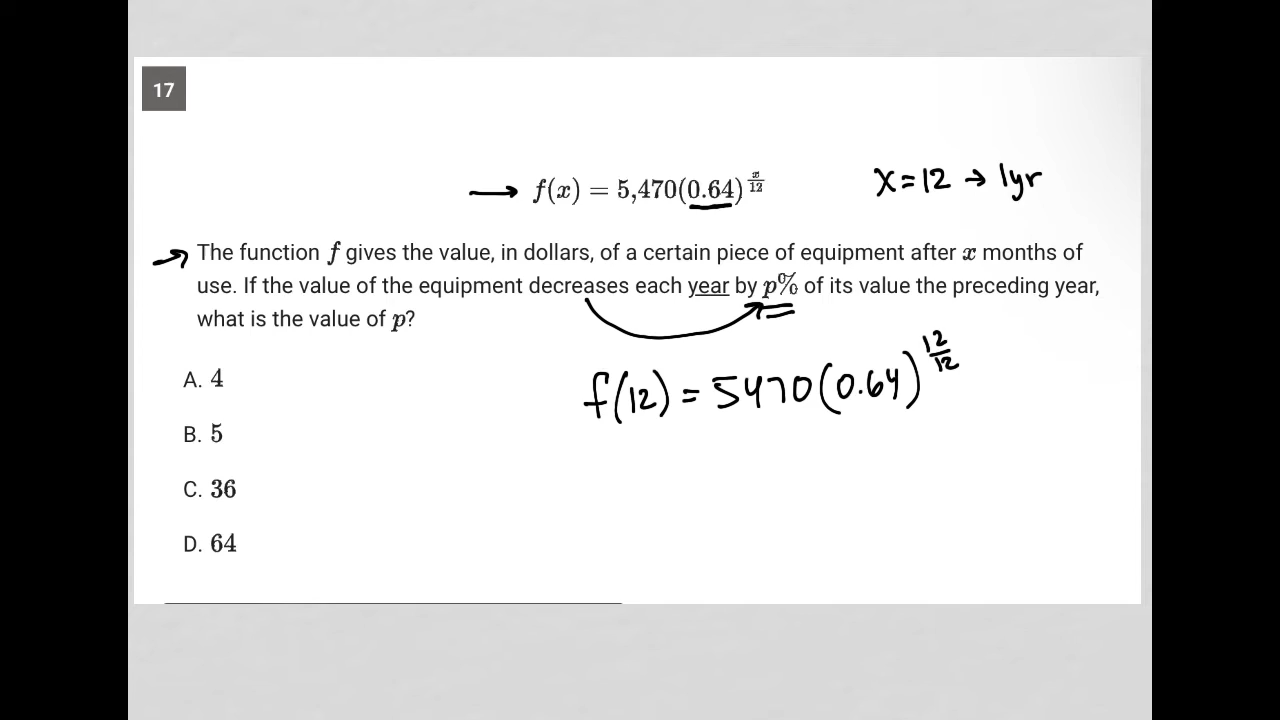 17
f(x) = 5,470(0.64)^{x/12}
x = 12 → 1yr
The function f gives the value, in dollars, of a certain piece of equipment after x months of
use. If the value of the equipment decreases each year by p% of its value the preceding year,
what is the value of p?
f(12) = 5470(0.64)^{12/12}
A. 4
B. 5
C. 36
D. 64